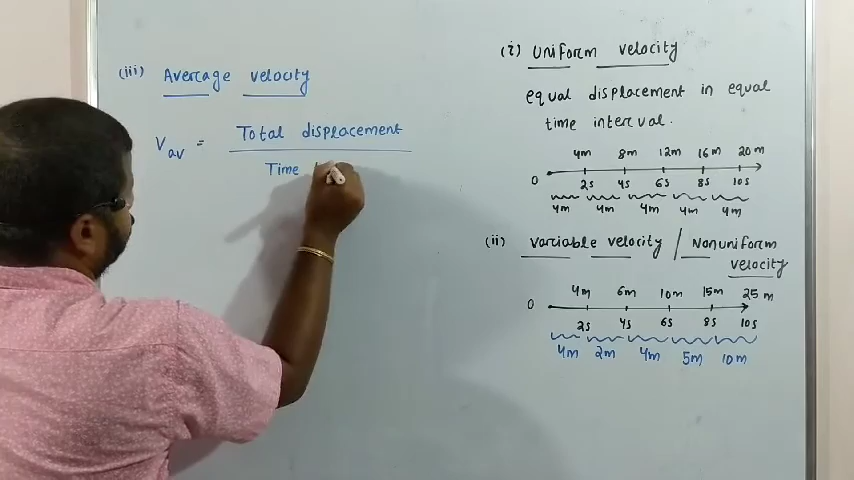 (iii) Average velocity
Vav = Total displacement
Time
(i) Uniform velocity
equal displacement in equal
time interval.
4m 8m 12m 16m 20m
0
2s 4s 6s 8s 10s
4m 4m 4m 4m 4m
(ii) variable velocity / Nonuniform
velocity
4m 6m 10m 15m 25m
0
2s 4s 6s 8s 10s
4m 2m 4m 5m 10m